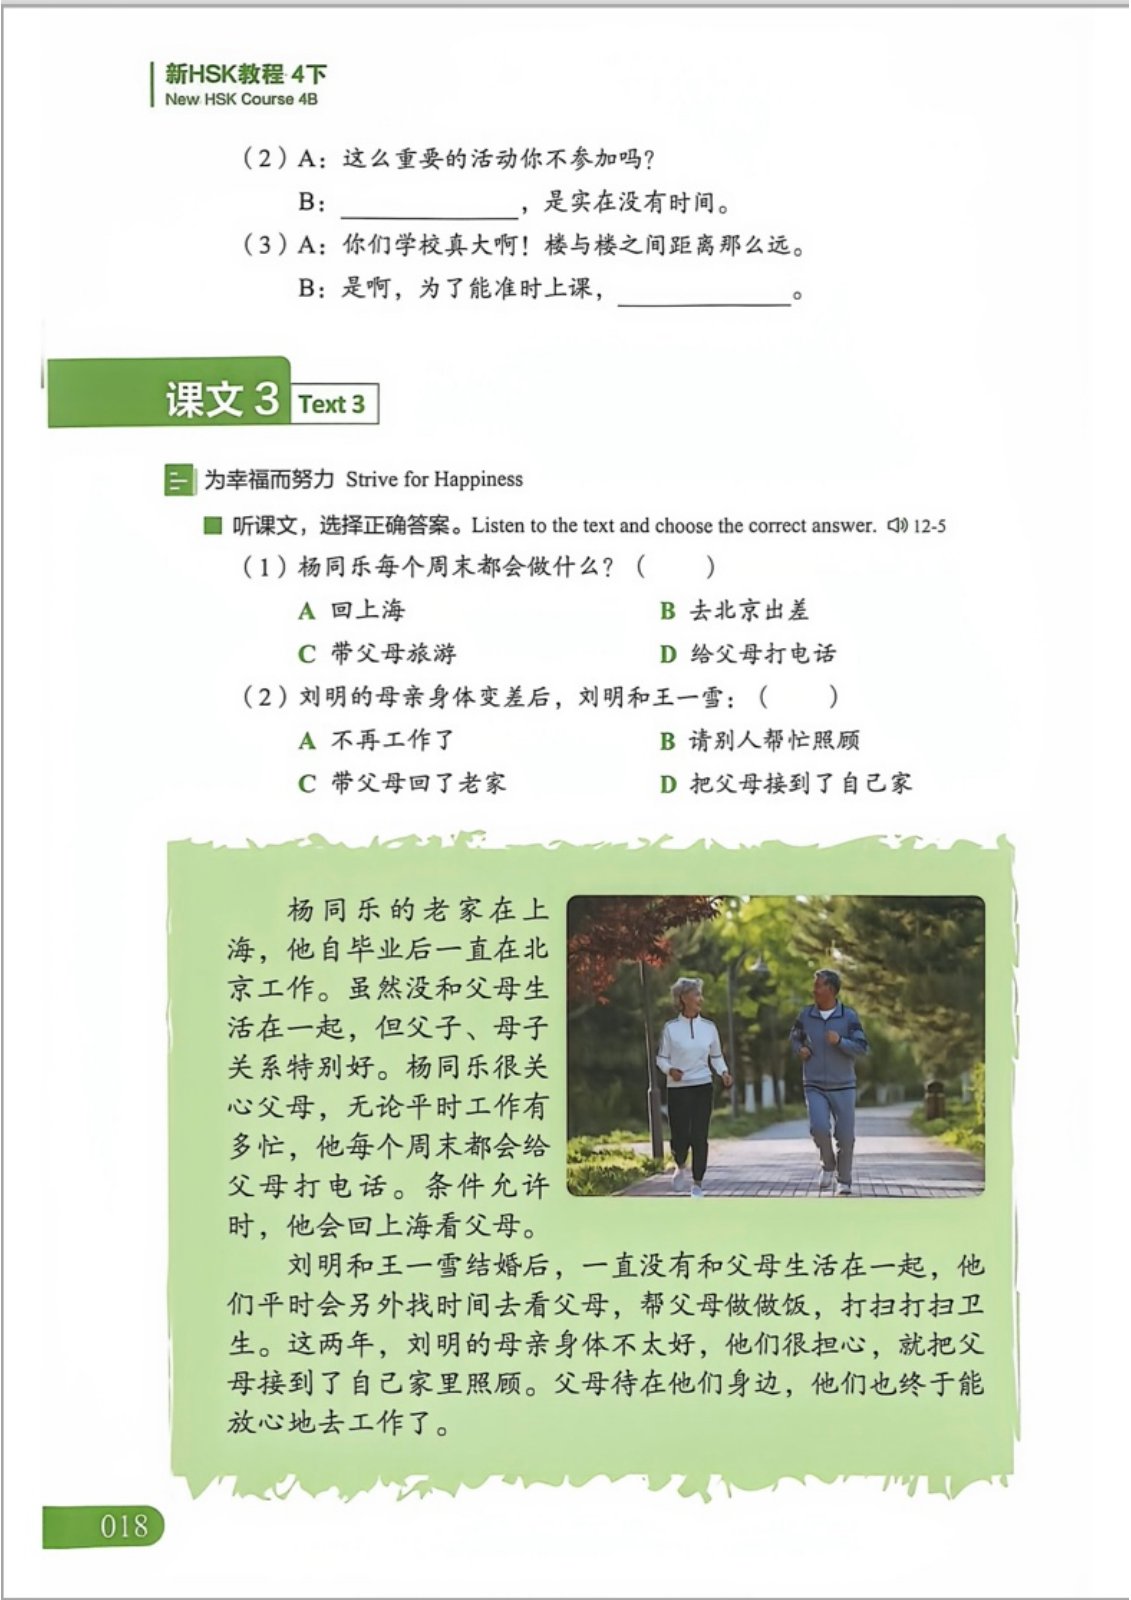 新HSK教程 4下
New HSK Course 4B
（2）A：这么重要的活动你不参加吗？
B：____________，是实在没有时间。
（3）A：你们学校真大啊！楼与楼之间距离那么远。
B：是啊，为了能准时上课，____________。
课文 3 Text 3
为幸福而努力 Strive for Happiness
听课文，选择正确答案。Listen to the text and choose the correct answer. 12-5
（1）杨同乐每个周末都会做什么？（ ）
A 回上海 B 去北京出差
C 带父母旅游 D 给父母打电话
（2）刘明的母亲身体变差后，刘明和王一雪：（ ）
A 不再工作了 B 请别人帮忙照顾
C 带父母回了老家 D 把父母接到了自己家
杨同乐的老家在上
海，他自毕业后一直在北
京工作。虽然没和父母生
活在一起，但父子、母子
关系特别好。杨同乐很关
心父母，无论平时工作有
多忙，他每个周末都会给
父母打电话。条件允许
时，他会回上海看父母。
刘明和王一雪结婚后，一直没有和父母生活在一起，他
们平时会另外找时间去看父母，帮父母做做饭，打扫打扫卫
生。这两年，刘明的母亲身体不太好，他们很担心，就把父
母接到了自己家里照顾。父母待在他们身边，他们也终于能
放心地去工作了。
018